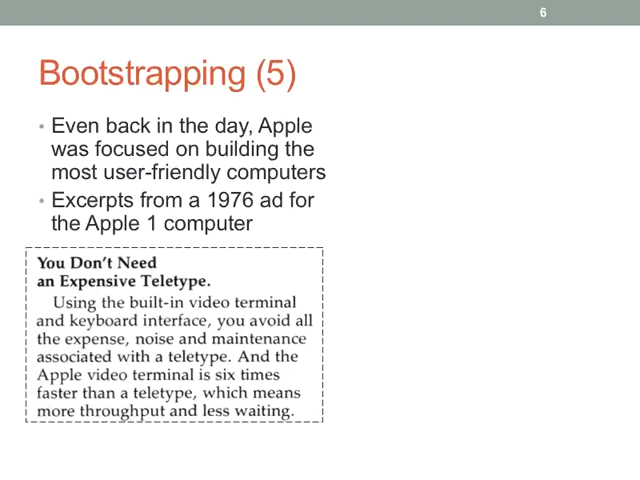 6
Bootstrapping (5)
• Even back in the day, Apple
was focused on building the
most user-friendly computers
• Excerpts from a 1976 ad for
the Apple 1 computer
You Don't Need
an Expensive Teletype.
Using the built-in video terminal
and keyboard interface, you avoid all
the expense, noise and maintenance
associated with a teletype. And the
Apple video terminal is six times
faster than a teletype, which means
more throughput and less waiting.